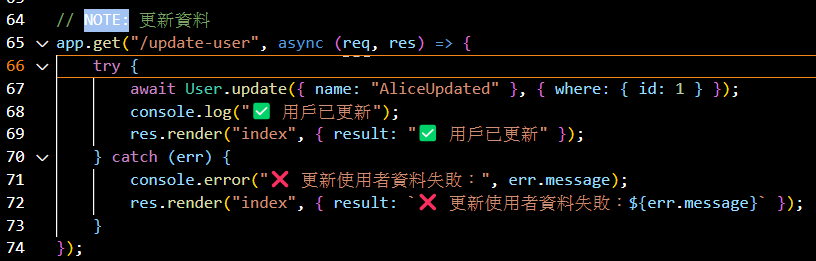 64 // NOTE: 更新資料
65 app.get("/update-user", async (req, res) => {
66 try {
67 await User.update({ name: "AliceUpdated" }, { where: { id: 1 } });
68 console.log("✅ 用戶已更新");
69 res.render("index", { result: "✅ 用戶已更新" });
70 } catch (err) {
71 console.error("❌ 更新使用者資料失敗：", err.message);
72 res.render("index", { result: `❌ 更新使用者資料失敗：${err.message}` });
73 }
74 });